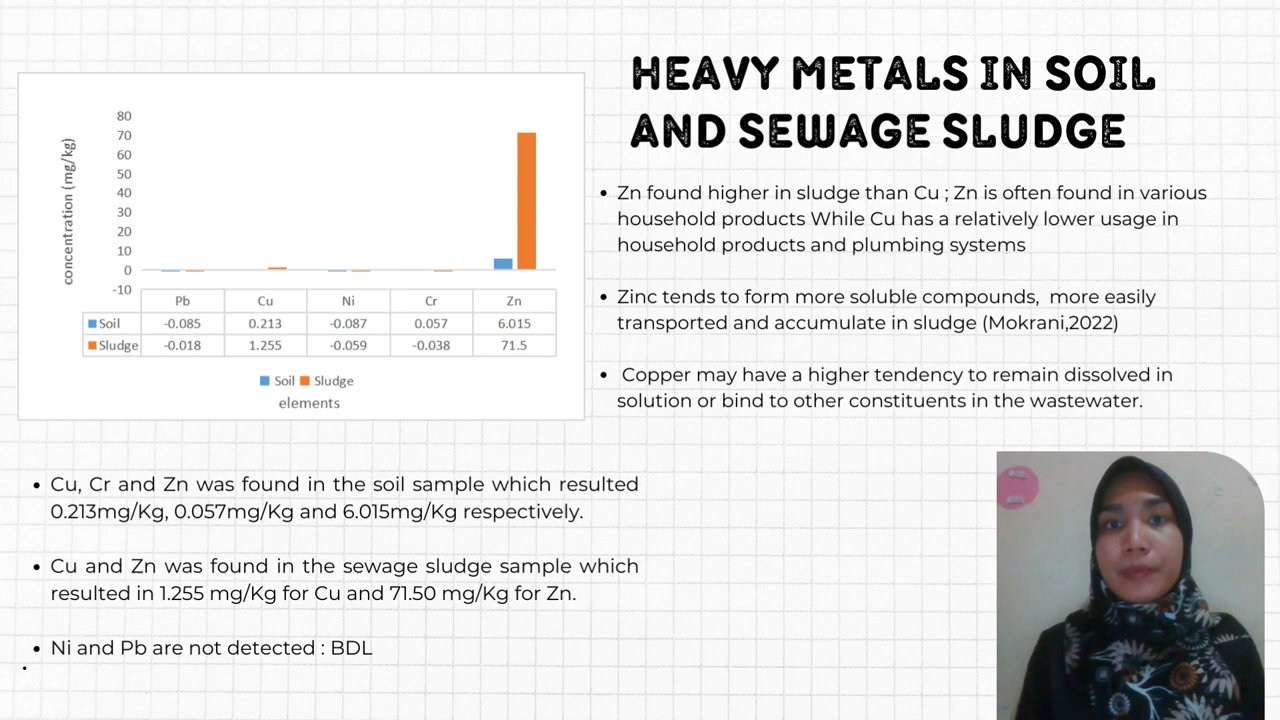 HEAVY METALS IN SOIL
AND SEWAGE SLUDGE
80
70
60
50
40
30
20
10
0
-10
concentration (mg/kg)
Pb Cu Ni Cr Zn
Soil -0.085 0.213 -0.087 0.057 6.015
Sludge -0.018 1.255 -0.059 -0.038 71.5
Soil Sludge
elements
• Zn found higher in sludge than Cu ; Zn is often found in various
household products While Cu has a relatively lower usage in
household products and plumbing systems
• Zinc tends to form more soluble compounds, more easily
transported and accumulate in sludge (Mokrani,2022)
• Copper may have a higher tendency to remain dissolved in
solution or bind to other constituents in the wastewater.
• Cu, Cr and Zn was found in the soil sample which resulted
0.213mg/Kg, 0.057mg/Kg and 6.015mg/Kg respectively.
• Cu and Zn was found in the sewage sludge sample which
resulted in 1.255 mg/Kg for Cu and 71.50 mg/Kg for Zn.
• Ni and Pb are not detected : BDL